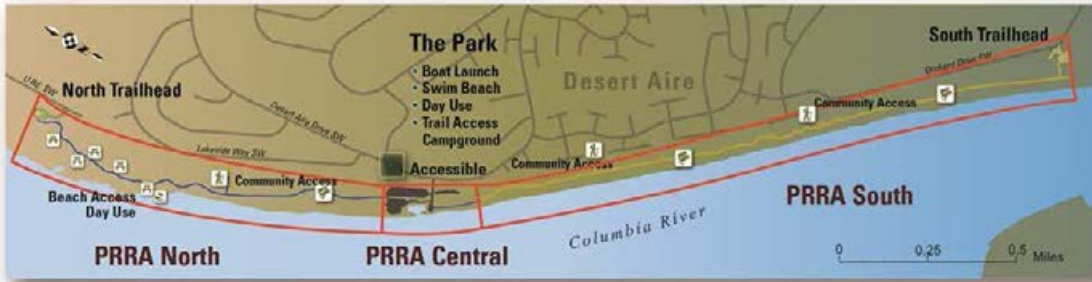 The Park
• Boat Launch
• Swim Beach
• Day Use
• Trail Access
Campground
Accessible
North Trailhead
Desert Aire Drive SW
Lakeside Way SW
Community Access
Beach Access
Day Use
Desert Aire
Community Access
Community Access
South Trailhead
Orchard Drive SW
PRRA North
PRRA Central
PRRA South
Columbia River
0 0.25 0.5 Miles